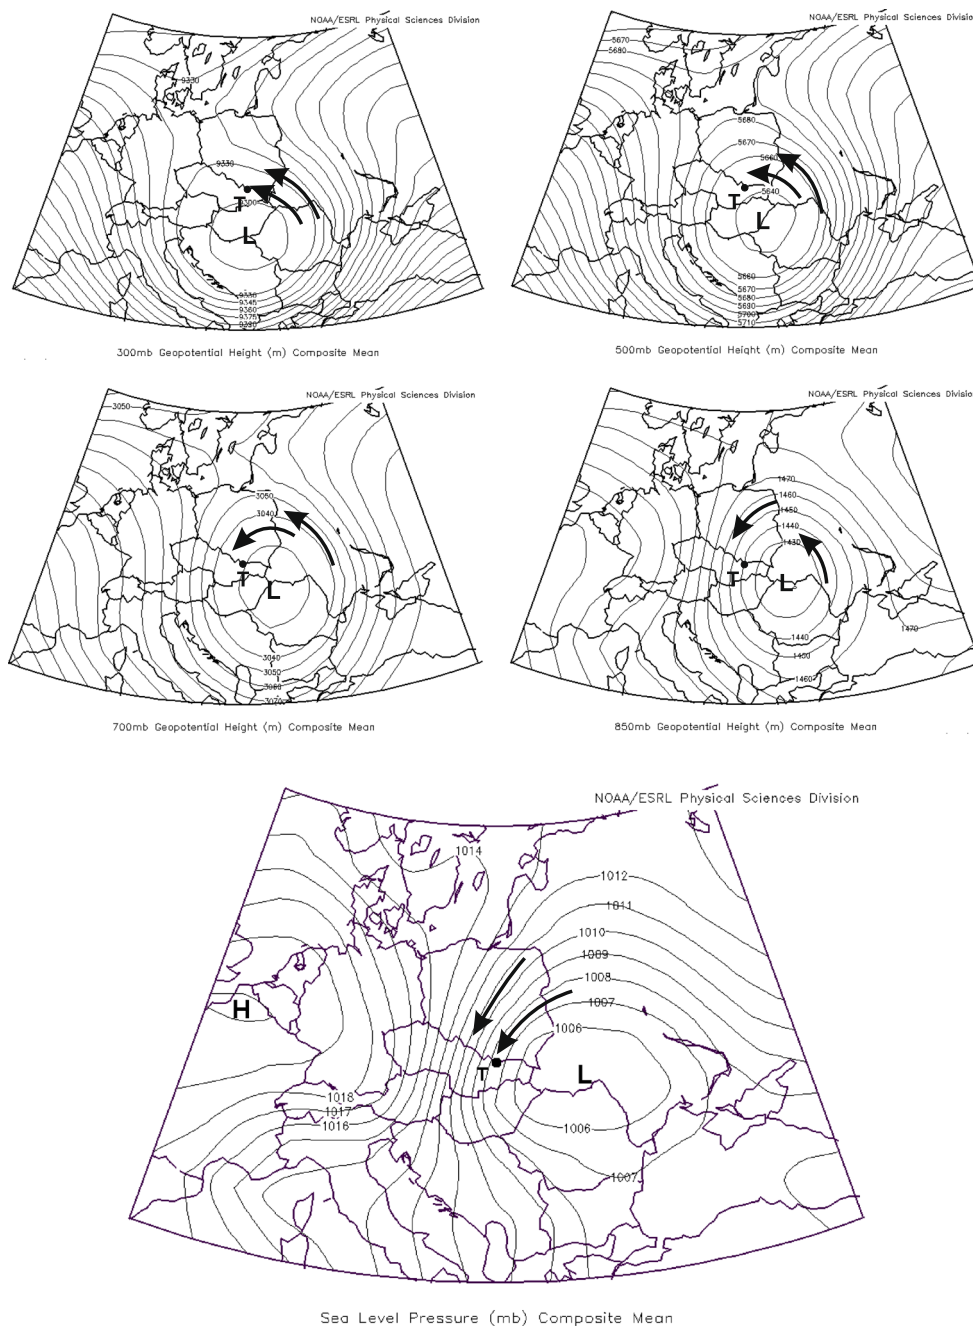 NOAA/ESRL Physical Sciences Division
9330
9330
9300
T
L
9330
9345
9360
9375
9390
300mb Geopotential Height (m) Composite Mean
NOAA/ESRL Physical Sciences Division
5670
5680
5680
5670
5660
5640
T
L
5660
5670
5680
5690
5700
5710
500mb Geopotential Height (m) Composite Mean
NOAA/ESRL Physical Sciences Division
3050
3050
3040
T
L
3040
3050
3060
3070
700mb Geopotential Height (m) Composite Mean
NOAA/ESRL Physical Sciences Division
1470
1460
1450
1440
1430
T
L
1440
1450
1460
1470
850mb Geopotential Height (m) Composite Mean
NOAA/ESRL Physical Sciences Division
1014
1012
1011
1010
1009
1008
1007
1006
H
T
L
1018
1017
1016
1006
1007
Sea Level Pressure (mb) Composite Mean